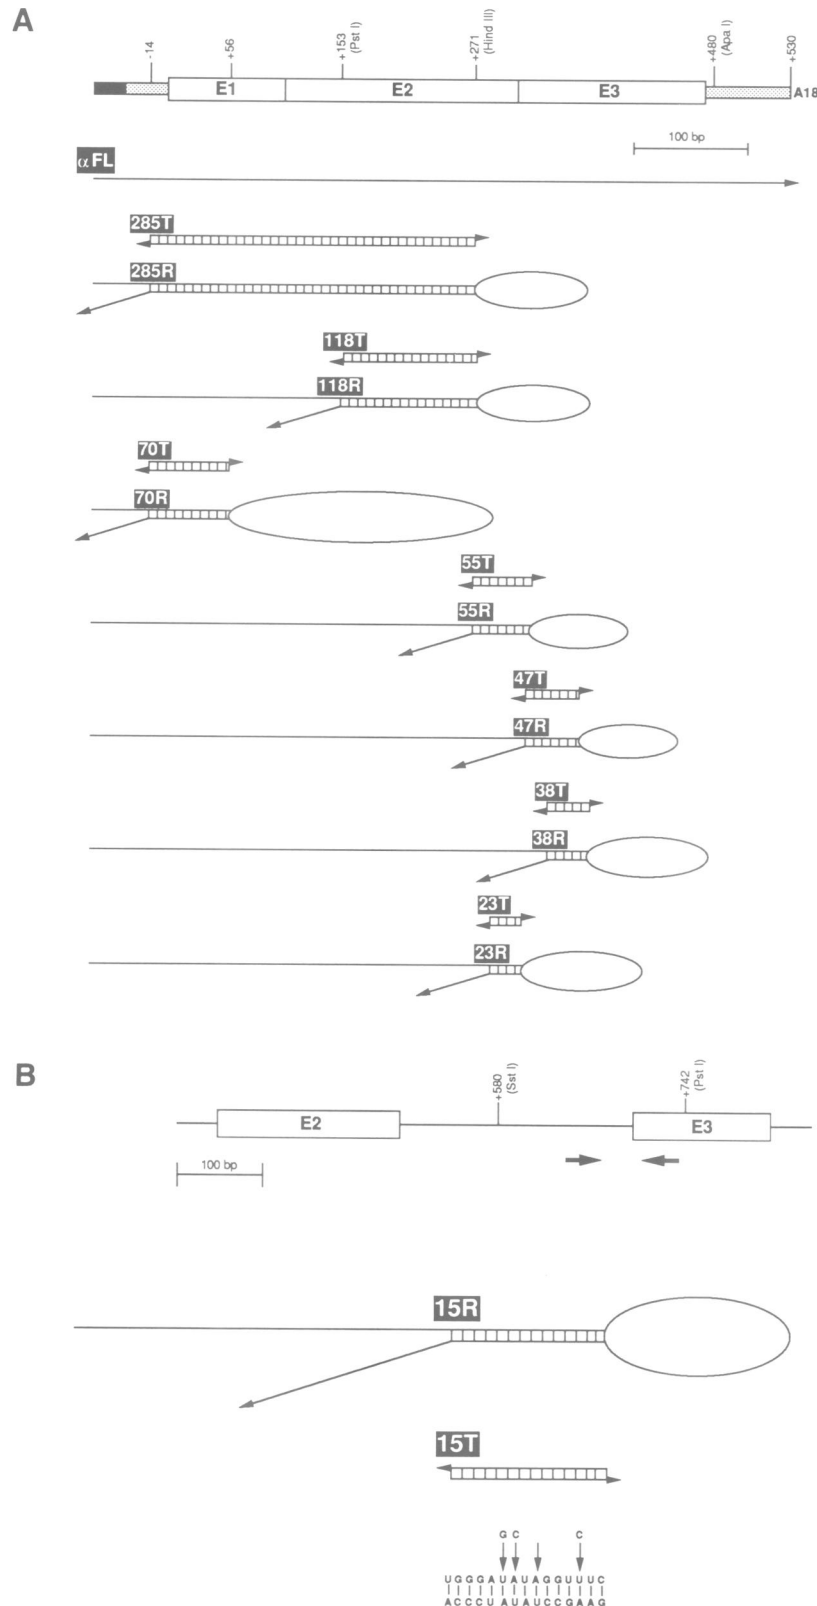 A
-14
+56
+153
(Pst I)
+271
(Hind III)
+480
(Apa I)
+530
E1 E2 E3 A18
100 bp
αFL
285T
285R
118T
118R
70T
70R
55T
55R
47T
47R
38T
38R
23T
23R
B
+580
(Sst I)
+742
(Pst I)
E2 E3
100 bp
15R
15T
G C C
U G G G A U A U A G G U U U C
A C C C U A U A U C C G A A G